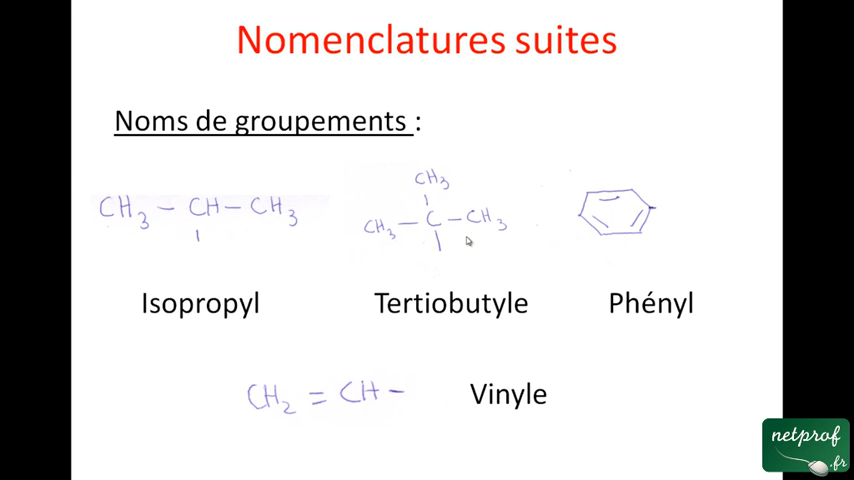 Nomenclatures suites
Noms de groupements :
CH3 – CH – CH3
CH3
CH3 – C – CH3
Isopropyl
Tertiobutyle
Phényl
CH2 = CH –
Vinyle
netprof
.fr